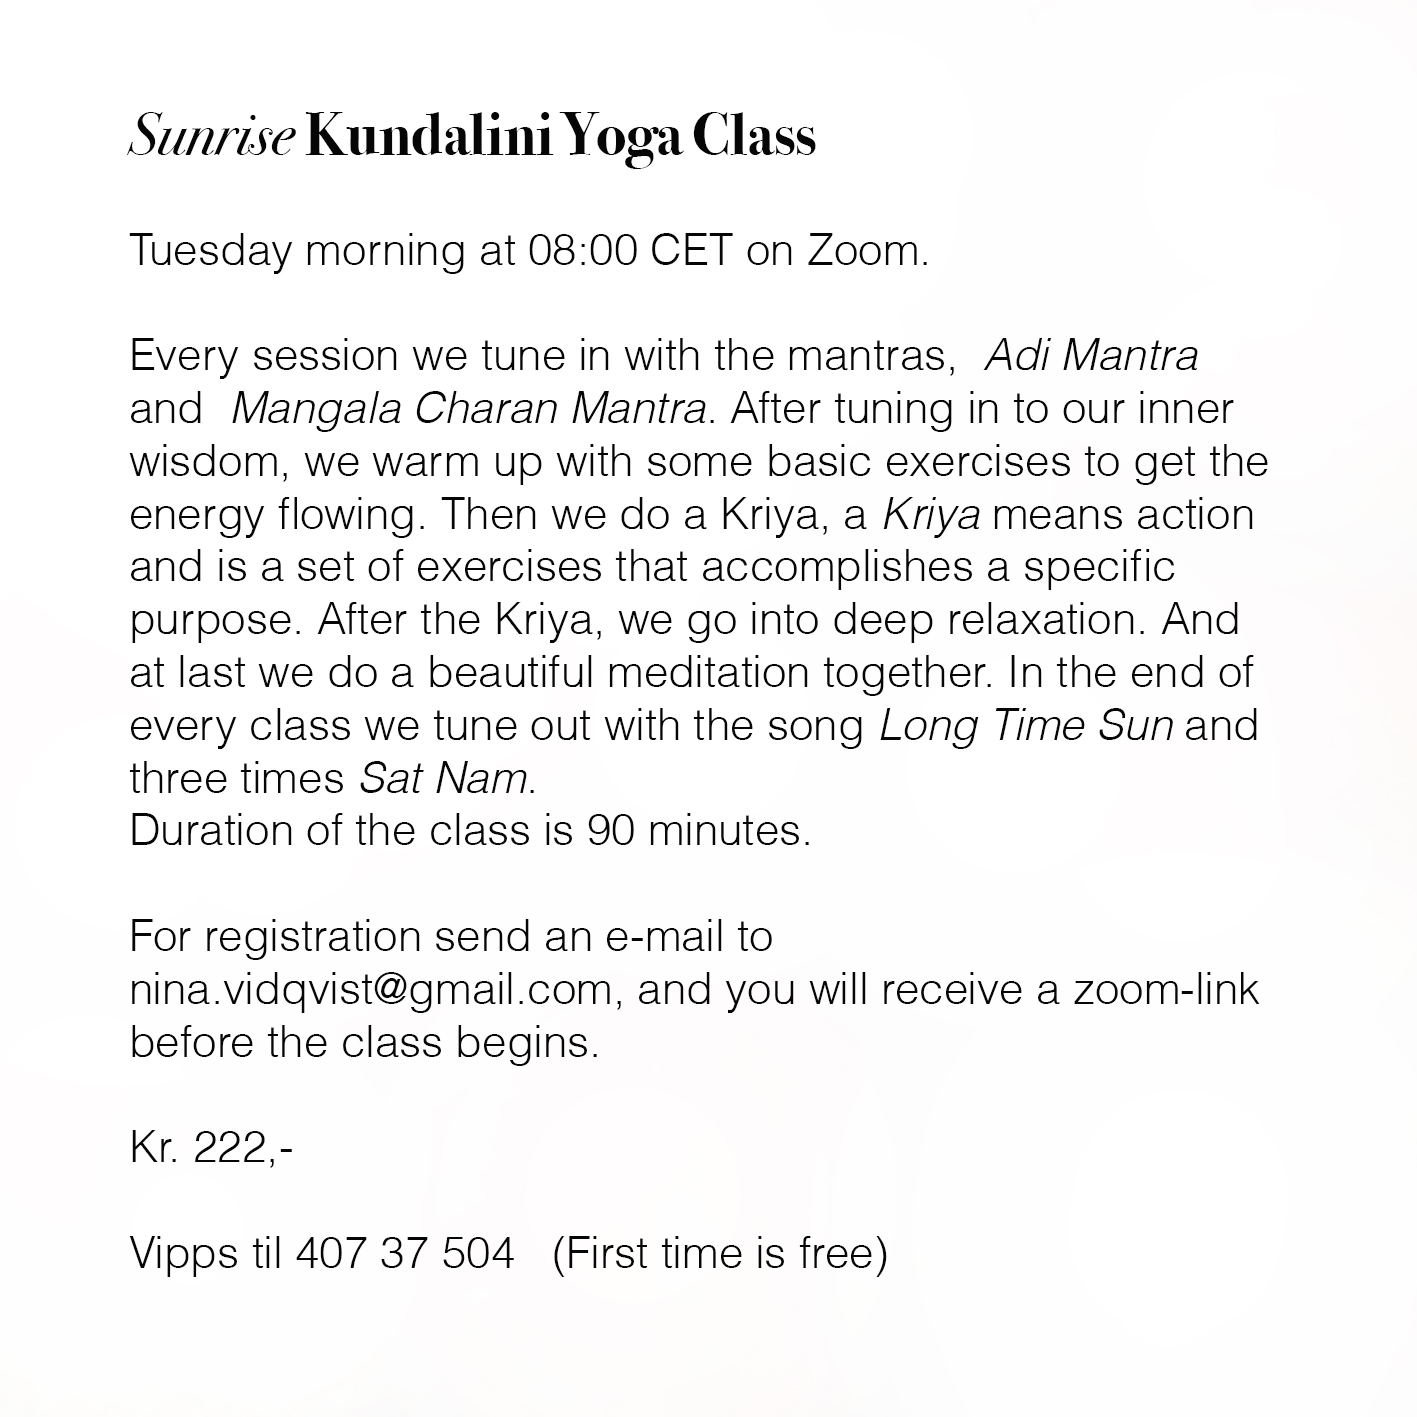 Sunrise Kundalini Yoga Class
Tuesday morning at 08:00 CET on Zoom.
Every session we tune in with the mantras, Adi Mantra
and Mangala Charan Mantra. After tuning in to our inner
wisdom, we warm up with some basic exercises to get the
energy flowing. Then we do a Kriya, a Kriya means action
and is a set of exercises that accomplishes a specific
purpose. After the Kriya, we go into deep relaxation. And
at last we do a beautiful meditation together. In the end of
every class we tune out with the song Long Time Sun and
three times Sat Nam.
Duration of the class is 90 minutes.
For registration send an e-mail to
nina.vidqvist@gmail.com, and you will receive a zoom-link
before the class begins.
Kr. 222,-
Vipps til 407 37 504 (First time is free)